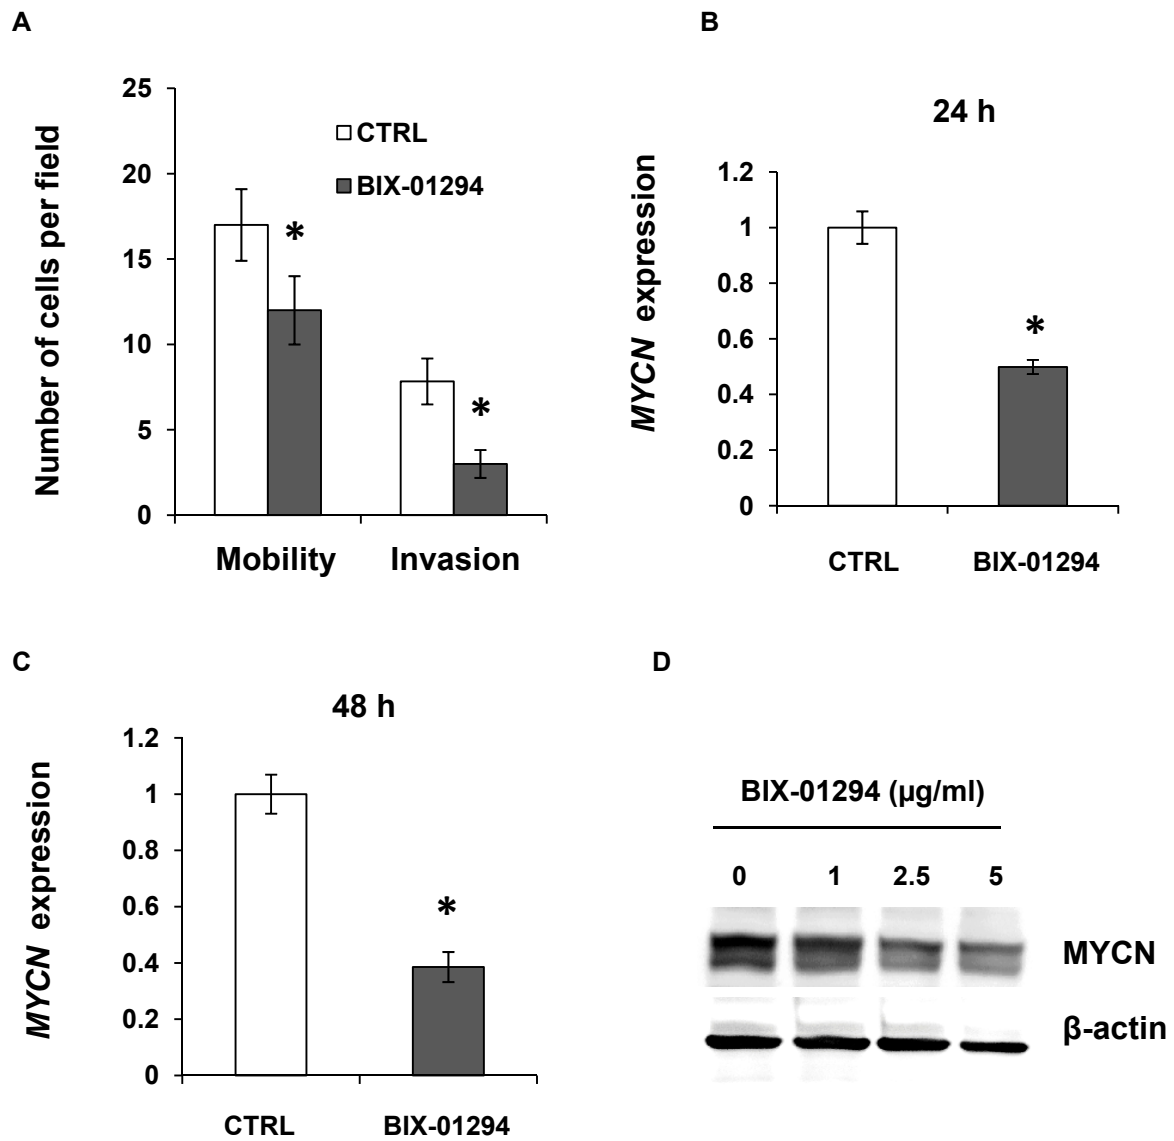 A
Number of cells per field
25
20
15
10
5
0
CTRL
BIX-01294
*
*
Mobility Invasion
B
24 h
MYCN expression
1.2
1
0.8
0.6
0.4
0.2
0
*
CTRL BIX-01294
C
48 h
MYCN expression
1.2
1
0.8
0.6
0.4
0.2
0
*
CTRL BIX-01294
D
BIX-01294 (µg/ml)
0 1 2.5 5
MYCN
β-actin